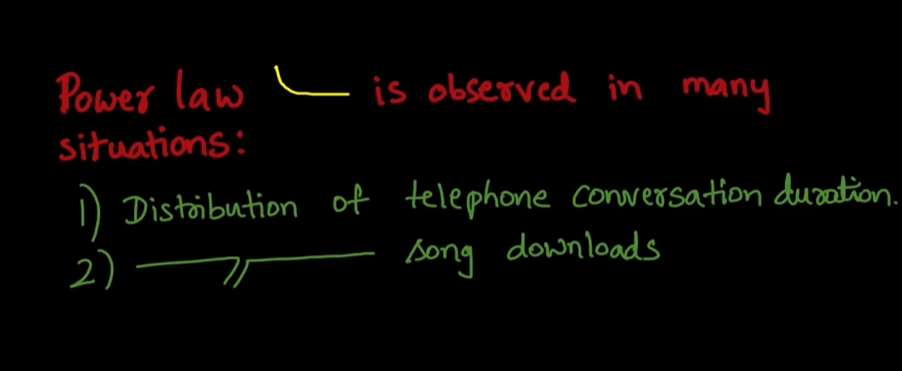 Power law is observed in many
situations:
1) Distribution of telephone conversation duration.
2) —〃— song downloads